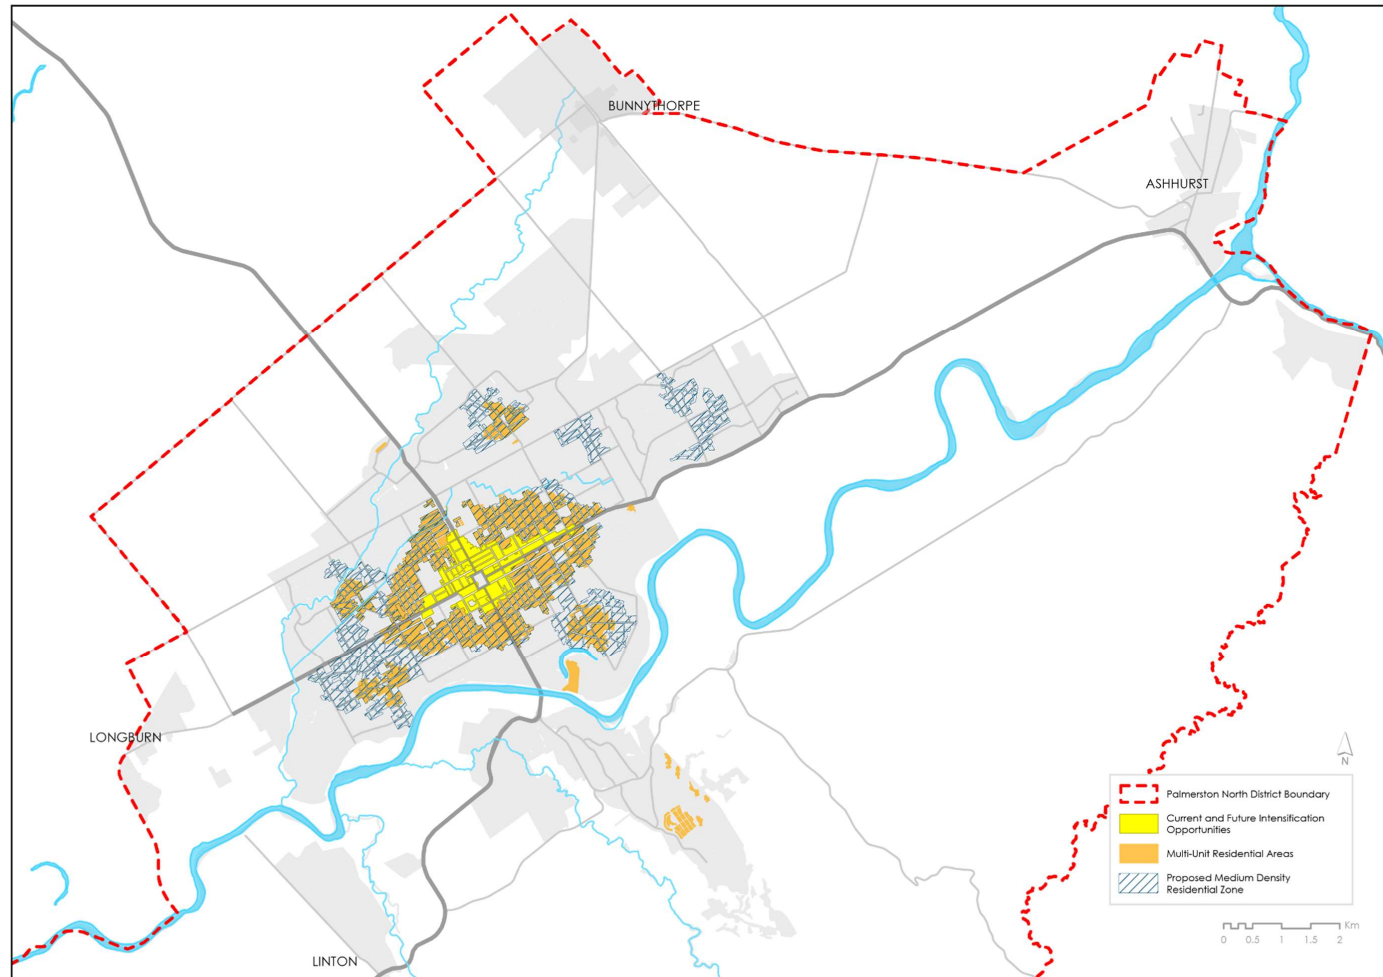 BUNNYTHORPE
ASHHURST
LONGBURN
LINTON
N
Palmerston North District Boundary
Current and Future Intensification
Opportunities
Multi-Unit Residential Areas
Proposed Medium Density
Residential Zone
Km
0 0.5 1 1.5 2